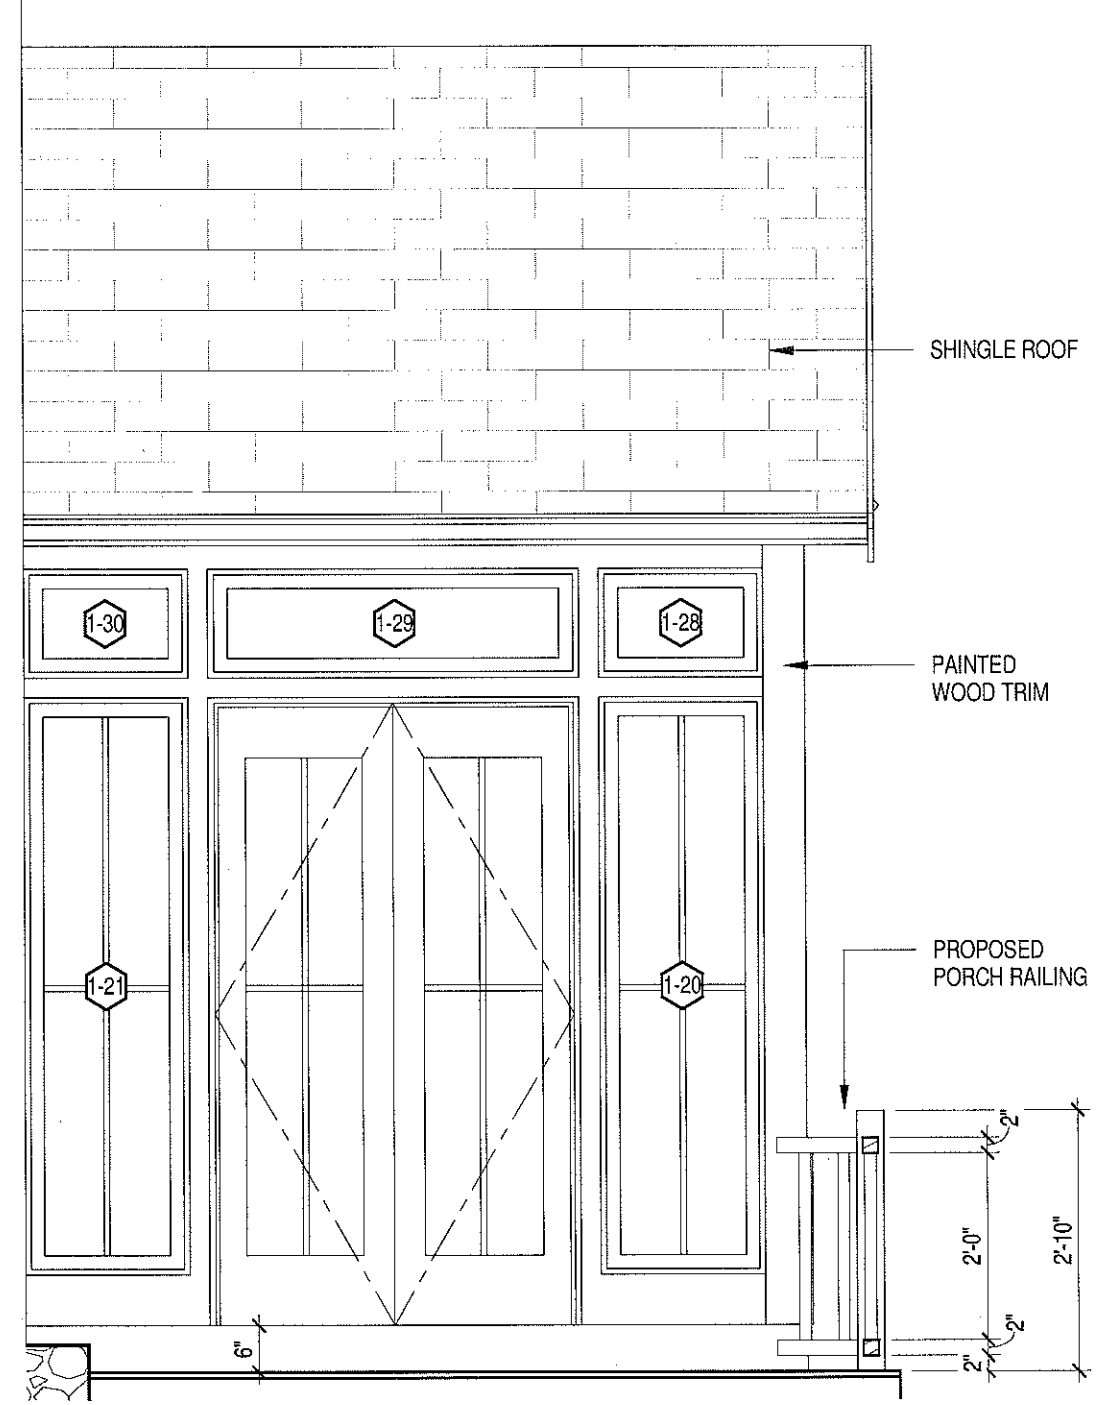 SHINGLE ROOF
1-30
1-29
1-28
PAINTED
WOOD TRIM
1-21
1-20
PROPOSED
PORCH RAILING
2"
2'-0"
2'-10"
2"
2"
6"